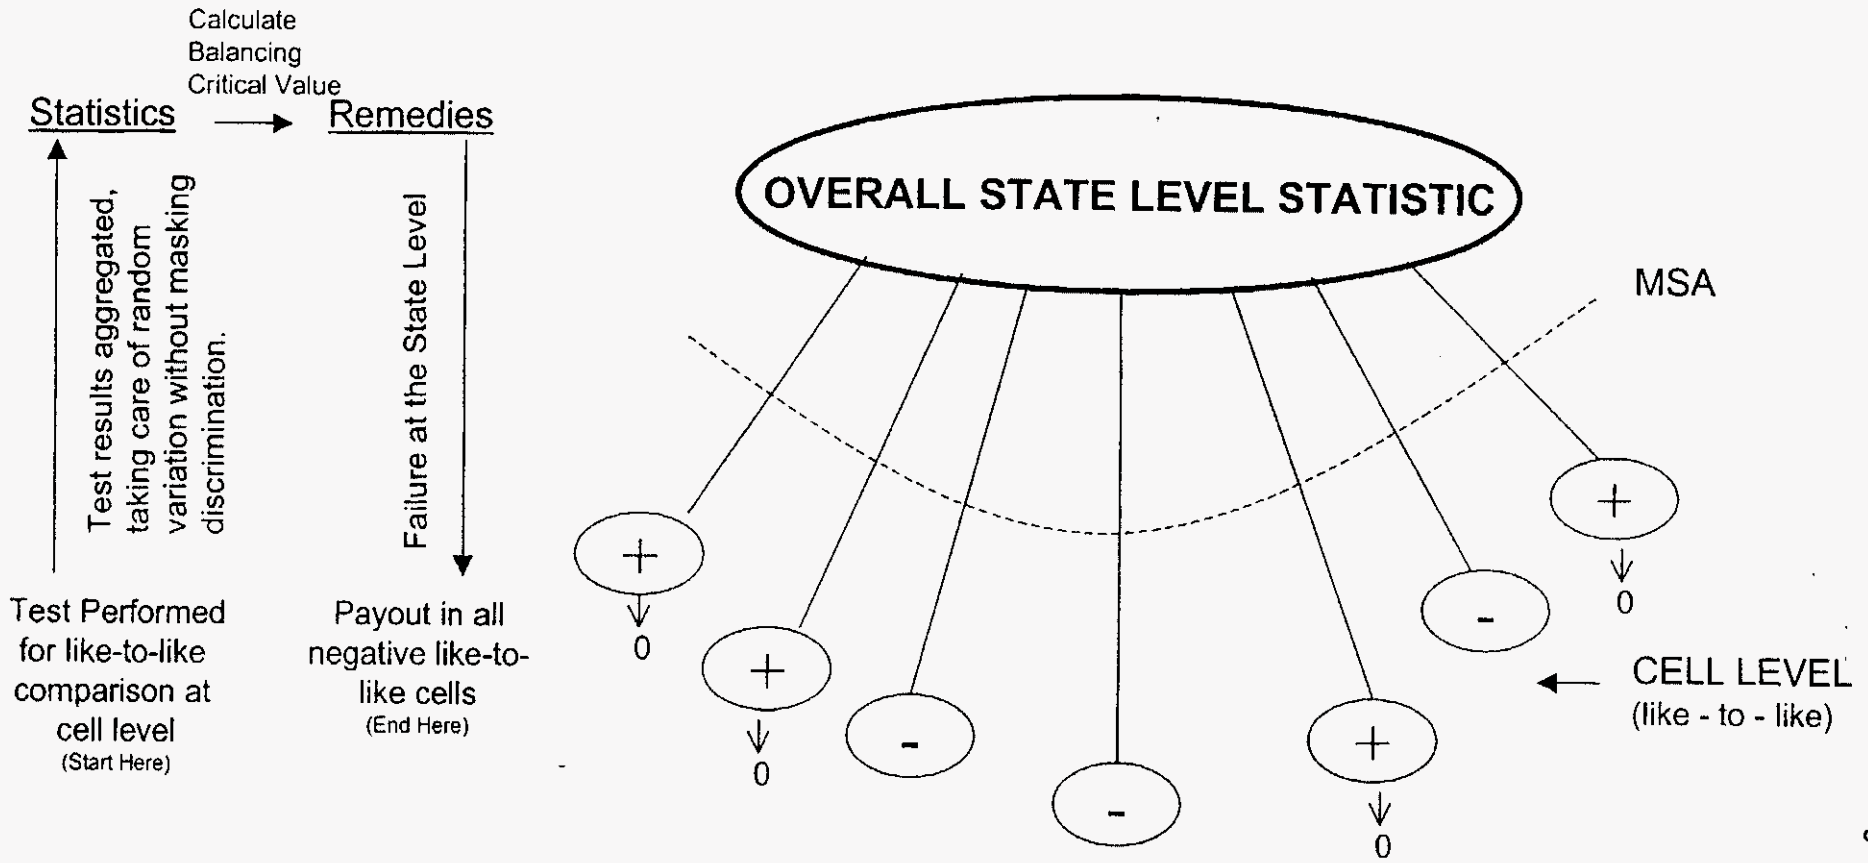 Calculate
Balancing
Critical Value
Statistics
Remedies
Test results aggregated,
taking care of random
variation without masking
discrimination.
Failure at the State Level
Test Performed
for like-to-like
comparison at
cell level
(Start Here)
Payout in all
negative like-to-
like cells
(End Here)
OVERALL STATE LEVEL STATISTIC
MSA
+
0
+
0
-
-
+
0
-
+
0
CELL LEVEL
(like - to - like)